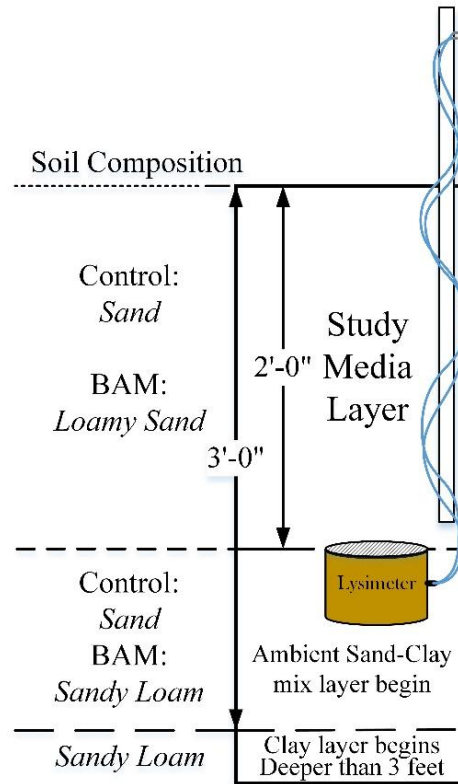 Soil Composition
Control:
Sand
BAM:
Loamy Sand
2'-0"
3'-0"
Study
Media
Layer
Lysimeter
Control:
Sand
BAM:
Sandy Loam
Ambient Sand-Clay
mix layer begin
Sandy Loam
Clay layer begins
Deeper than 3 feet